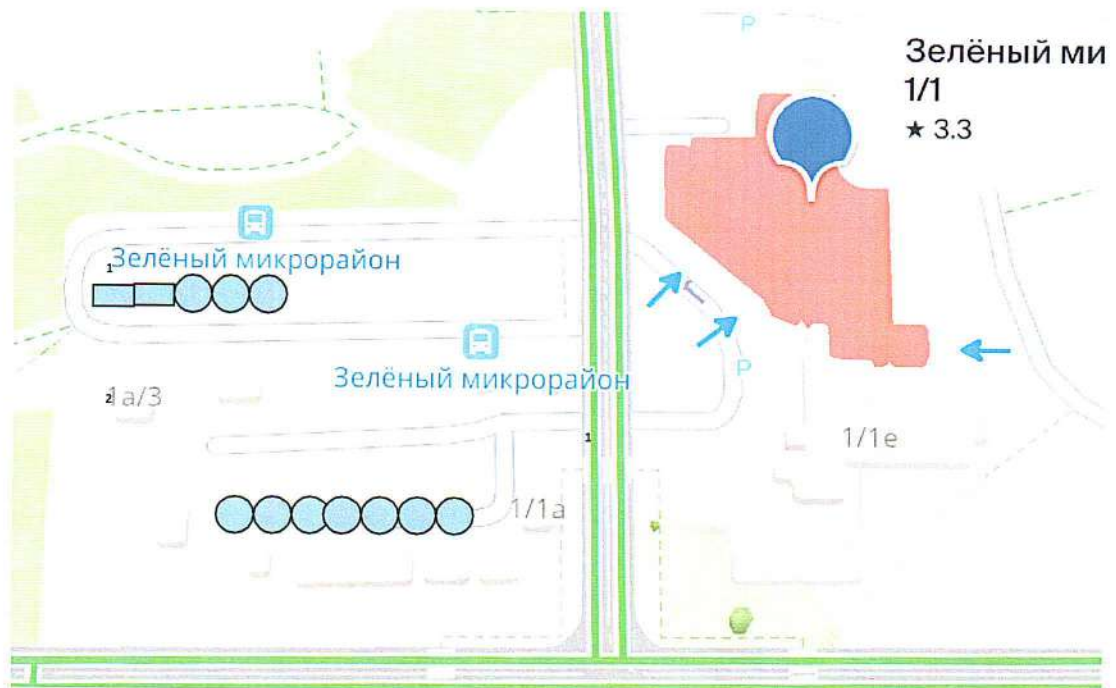 P
Зелёный ми
1/1
★ 3.3
1
Зелёный микрорайон
Зелёный микрорайон
P
2
1а/3
1
1/1е
1/1а